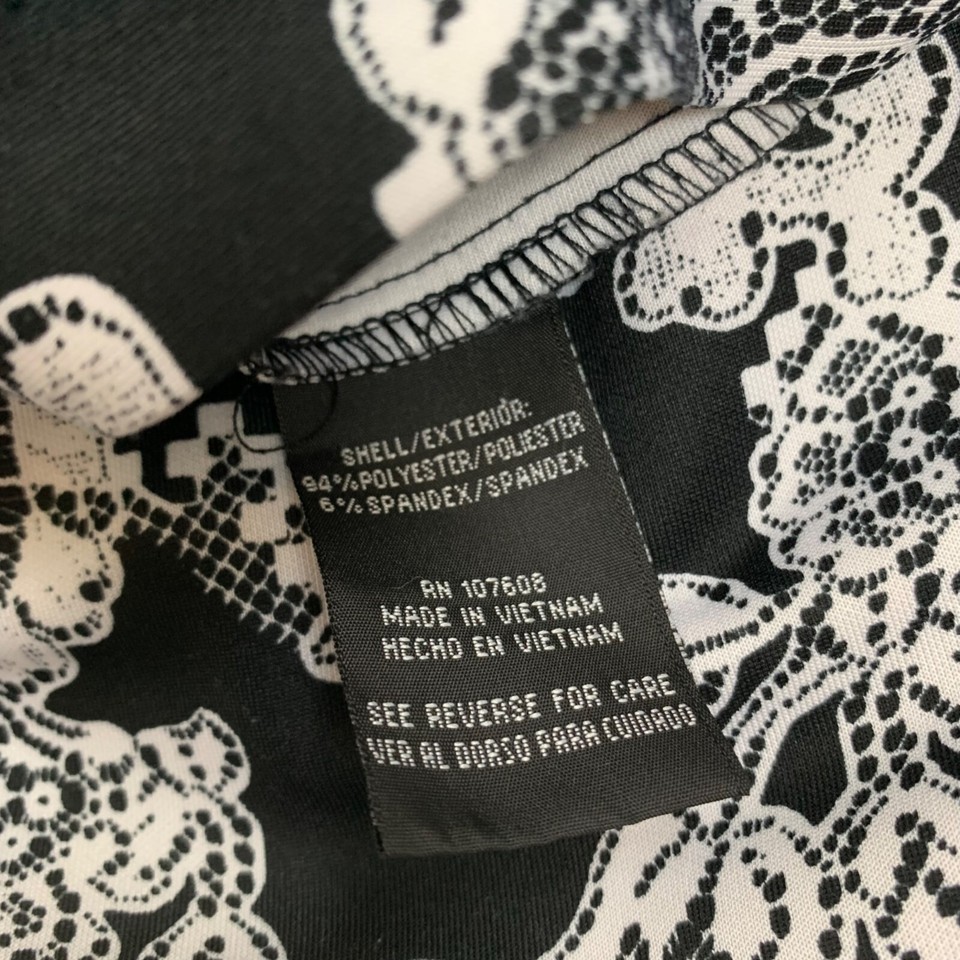 SHELL/EXTERIOR:
94%POLYESTER/POLIESTER
6%SPANDEX/SPANDEX
RN 107608
MADE IN VIETNAM
HECHO EN VIETNAM
SEE REVERSE FOR CARE
VER AL DORSO PARA CUIDADO